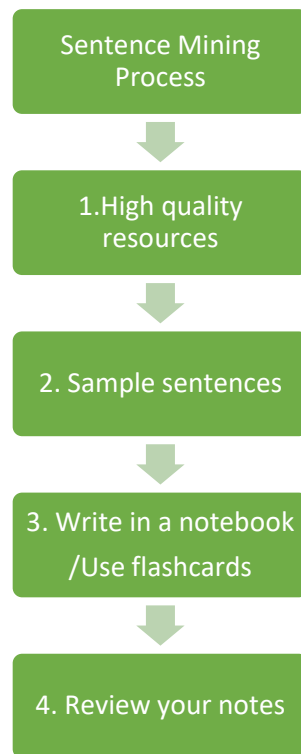 Sentence Mining
Process
1.High quality
resources
2. Sample sentences
3. Write in a notebook
/Use flashcards
4. Review your notes